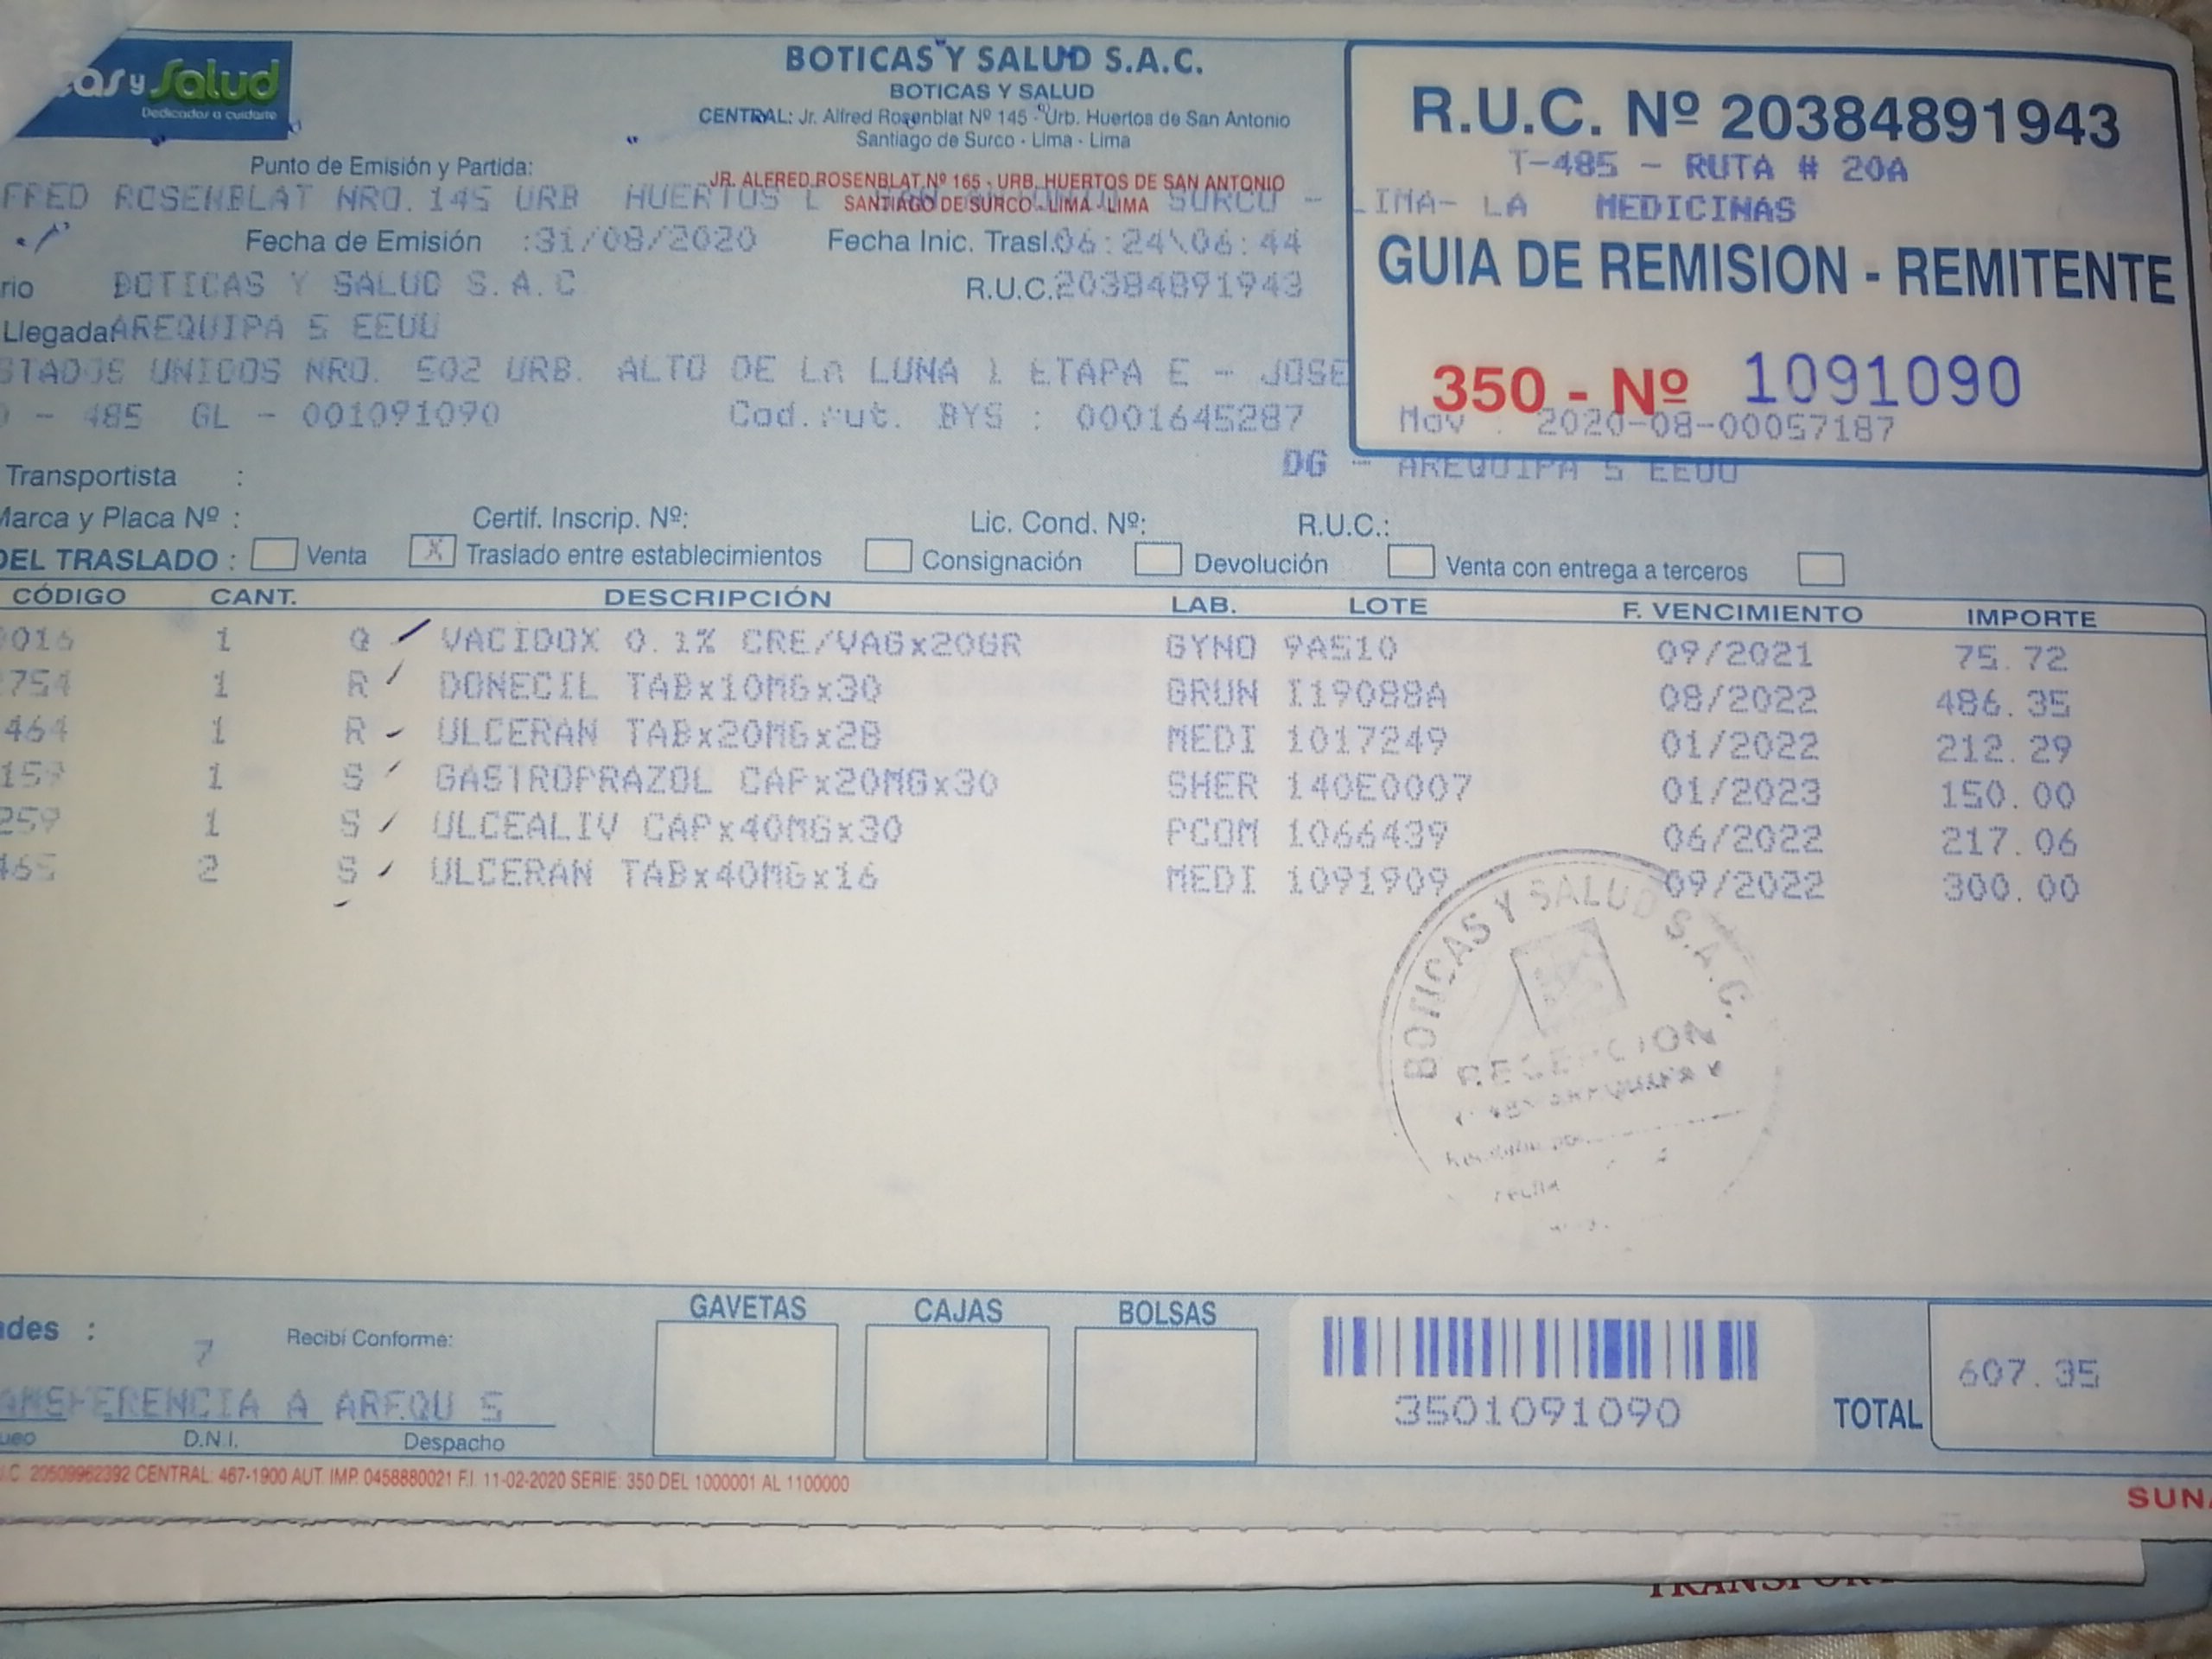 as y Salud
Dedicados a cuidarte
BOTICAS Y SALUD S.A.C.
BOTICAS Y SALUD
CENTRAL: Jr. Alfred Rosenblat Nº 145 - Urb. Huertos de San Antonio
Santiago de Surco - Lima - Lima
R.U.C. Nº 20384891943
T-485 - RUTA # 20A
MEDICINAS
GUIA DE REMISION - REMITENTE
350 - Nº 1091090
Mov : 2020-08-00057187
Punto de Emisión y Partida:
JR. ALFRED ROSENBLAT Nº 165 - URB. HUERTOS DE SAN ANTONIO
SANTIAGO DE SURCO - LIMA - LIMA
FRED ROSENBLAT NRO. 145 URB HUERTOS SURCO - LIMA- LA
Fecha de Emisión :31/08/2020 Fecha Inic. Trasl.06:24\06:44
rio BOTICAS Y SALUD S.A.C R.U.C.20384891943
Llegada AREQUIPA 5 EEUU
STADOS UNIDOS NRO. 502 URB. ALTO DE LA LUNA 1 ETAPA E - JOSE
- 485 GL - 001091090 Cod. BYS : 0001645287
DG - AREQUIPA 5 EEUU
Transportista :
Marca y Placa Nº : Certif. Inscrip. Nº: Lic. Cond. Nº: R.U.C.:
DEL TRASLADO : Venta X Traslado entre establecimientos Consignación Devolución Venta con entrega a terceros
CÓDIGO CANT. DESCRIPCIÓN LAB. LOTE F. VENCIMIENTO IMPORTE
016 1 Q VACIDOX 0.1% CRE/VAGx20GR GYNO 9A510 09/2021 75.72
754 1 R DONECIL TABx10MGx30 GRUN I19088A 08/2022 486.35
464 1 R ULCERAN TABx20MGx28 MEDI 1017249 01/2022 212.29
159 1 S GASTROPRAZOL CAPx20MGx30 SHER 140E0007 01/2023 150.00
259 1 S ULCEALIV CAPx40MGx30 PCOM 1066439 06/2022 217.06
465 2 S ULCERAN TABx40MGx16 MEDI 1091909 09/2022 300.00
BOTICAS Y SALUD S.A.C.
RECEPCION
ades : 7 Recibí Conforme:
GAVETAS CAJAS BOLSAS
ANSFERENCIA A AREQU 5
D.N.I. Despacho
3501091090
TOTAL 607.35
.C. 20509962392 CENTRAL: 467-1900 AUT. IMP. 0458880021 F.I. 11-02-2020 SERIE: 350 DEL 1000001 AL 1100000
SUN